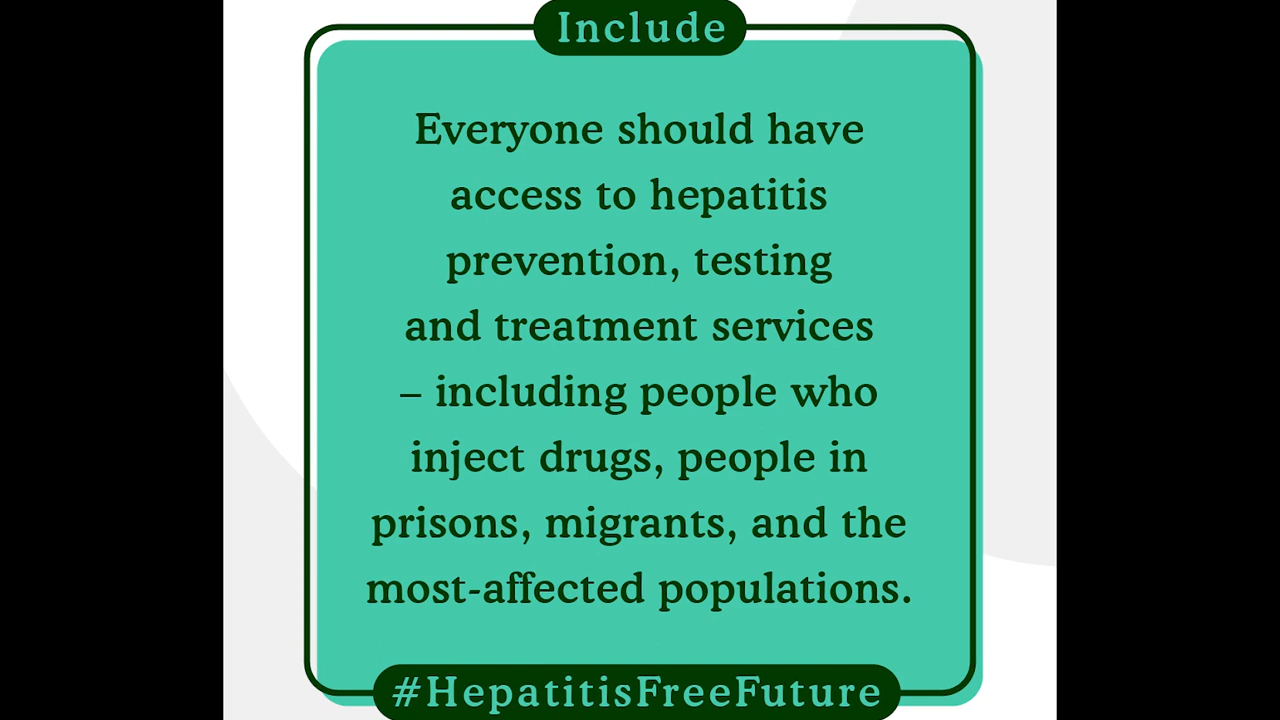 Include
Everyone should have
access to hepatitis
prevention, testing
and treatment services
– including people who
inject drugs, people in
prisons, migrants, and the
most-affected populations.
#HepatitisFreeFuture